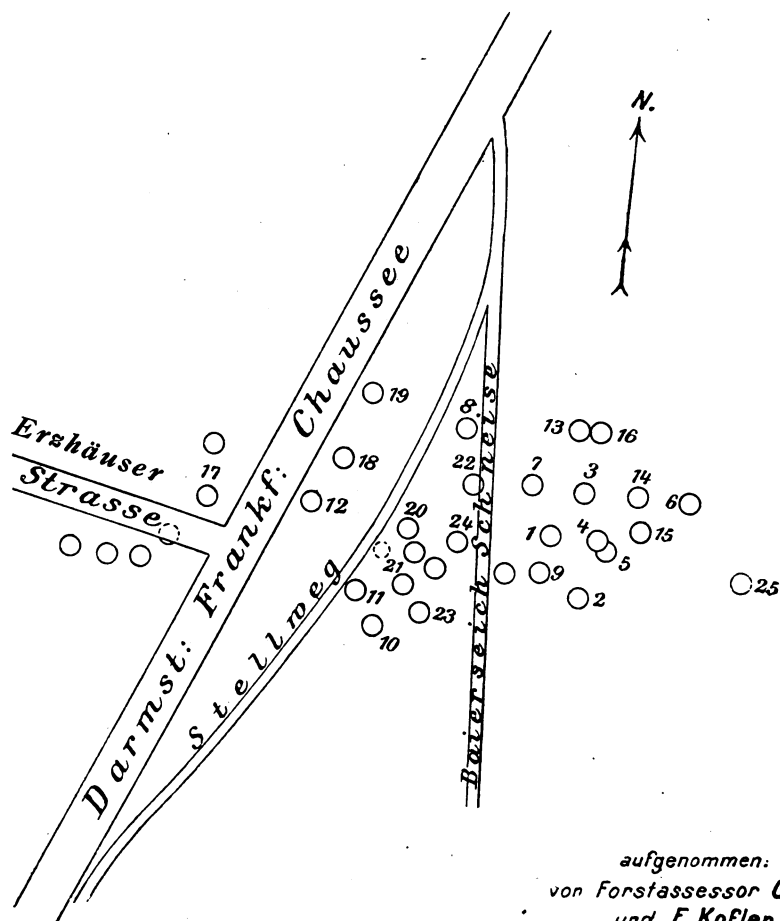 N.
Darmst: Frankf: Chaussee
Erzhäuser
Strasse
Stellweg
Baierseich Schneise
19
8
13
16
17
18
22
7
3
14
6
12
20
24
1
4
15
5
21
9
25
11
2
23
10
aufgenommen:
von Forstassessor
und F. Kofler